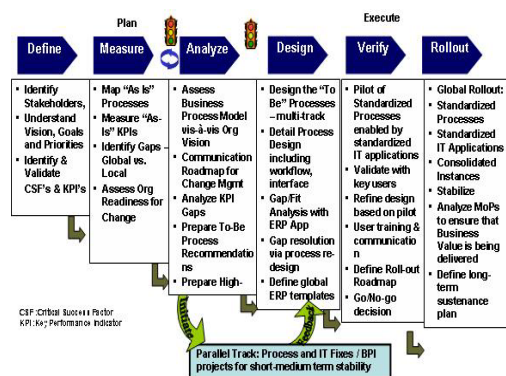 Plan
Execute
Define
Measure
Analyze
Design
Verify
Rollout
• Identify
Stakeholders,
• Understand
Vision, Goals
and Priorities
• Identify &
Validate
CSF's & KPI's
• Map “As Is”
Processes
• Measure “As-
Is” KPIs
• Identify Gaps –
Global vs.
Local
• Assess Org
Readiness for
Change
• Assess
Business
Process Model
vis-à-vis Org
Vision
• Communication
Roadmap for
Change Mgmt
• Analyze KPI
Gaps
• Prepare To-Be
Process
Recommendations
• Prepare High-
• Design the “To
Be” Processes
– multi-track
• Detail Process
Design
including
workflow,
interface
• Gap/Fit
Analysis with
ERP App
• Gap resolution
via process re-
design
• Define global
ERP templates
• Pilot of
Standardized
Processes
enabled by
standardized IT
applications
• Validate with
key users
• Refine design
based on pilot
• User training &
communicatio
n
• Define Roll-out
Roadmap
• Go/No-go
decision
• Global Rollout:
• Standardized
Processes
• Standardized
IT Applications
• Consolidated
Instances
• Stabilize
• Analyze MoPs
to ensure that
Business
Value is being
delivered
• Define long-
term
sustenance
plan
CSF :Critical Success Factor
KPI: Key Performance Indicator
Initiate
Feedback
Parallel Track: Process and IT Fixes / BPI
projects for short-medium term stability